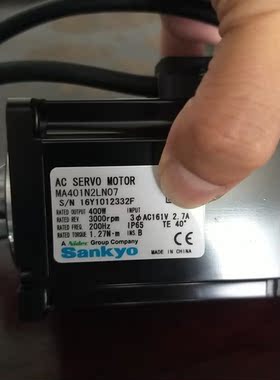 AC SERVO MOTOR
MA401N2LN07
S/N 16Y1012332F
RATED OUTPUT 400W
RATED REV. 3000rpm 3φAC161V 2.7A
RATED FREQ. 200Hz IP65 TE 40°
RATED TORQUE 1.27N·m INS B
A Nidec Group Company
Sankyo
CE
MADE IN CHINA